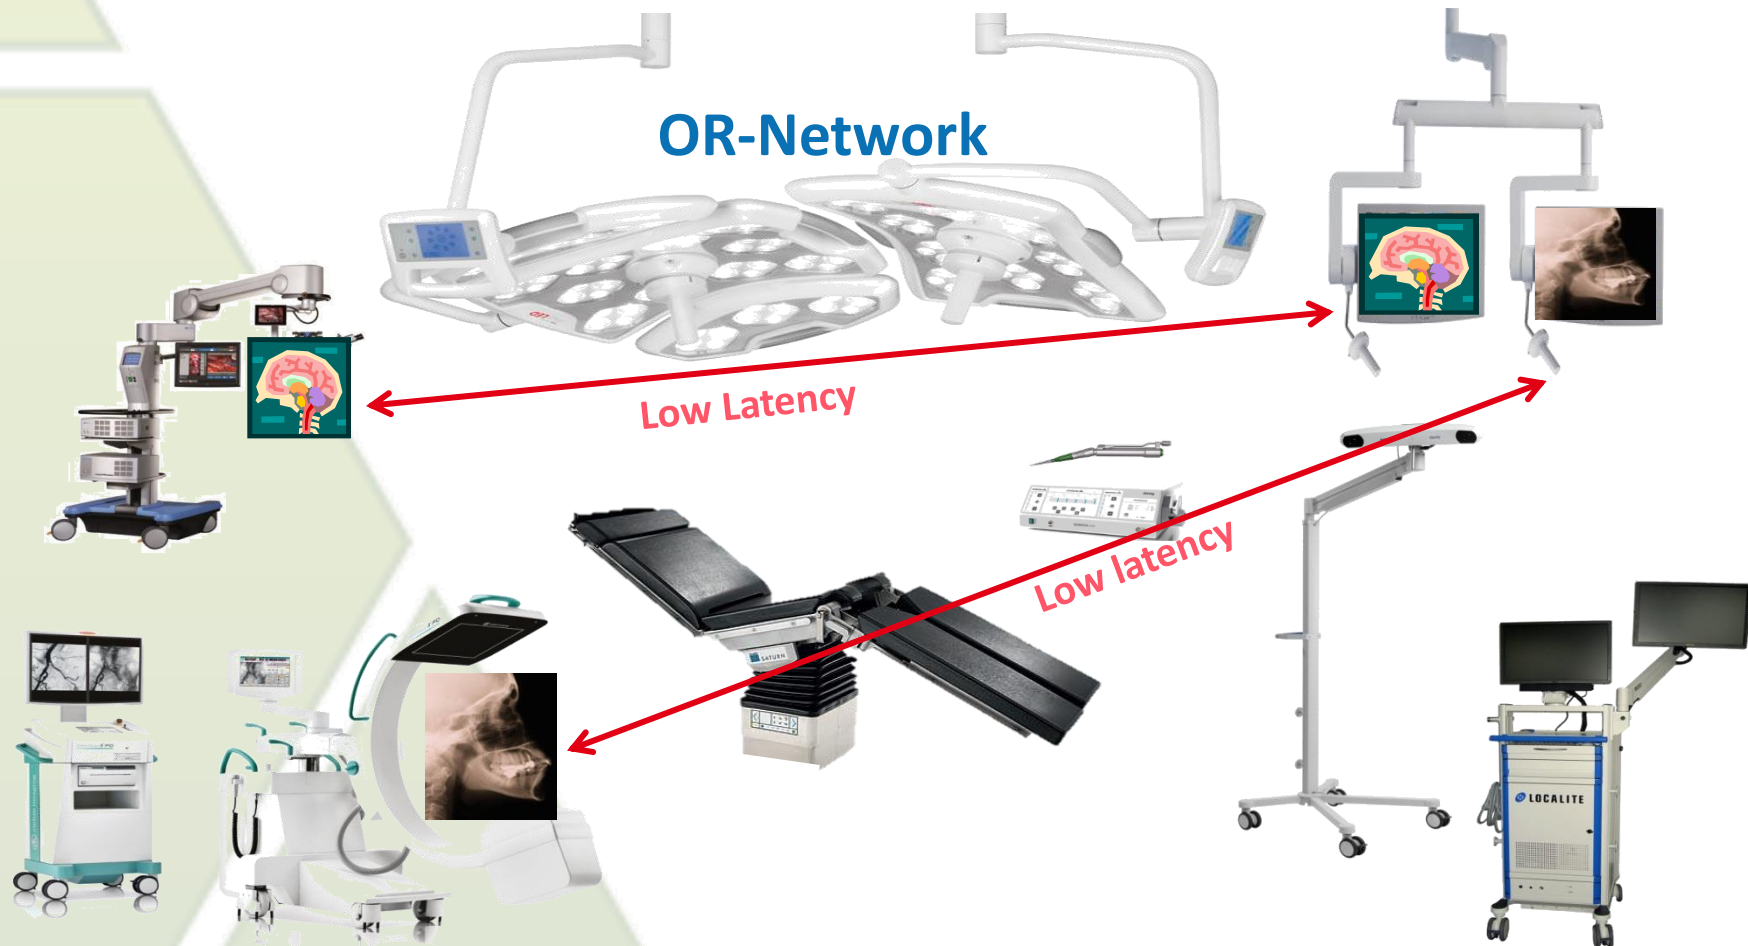 OR-Network
Low Latency
Low latency
SATURN
LOCALITE